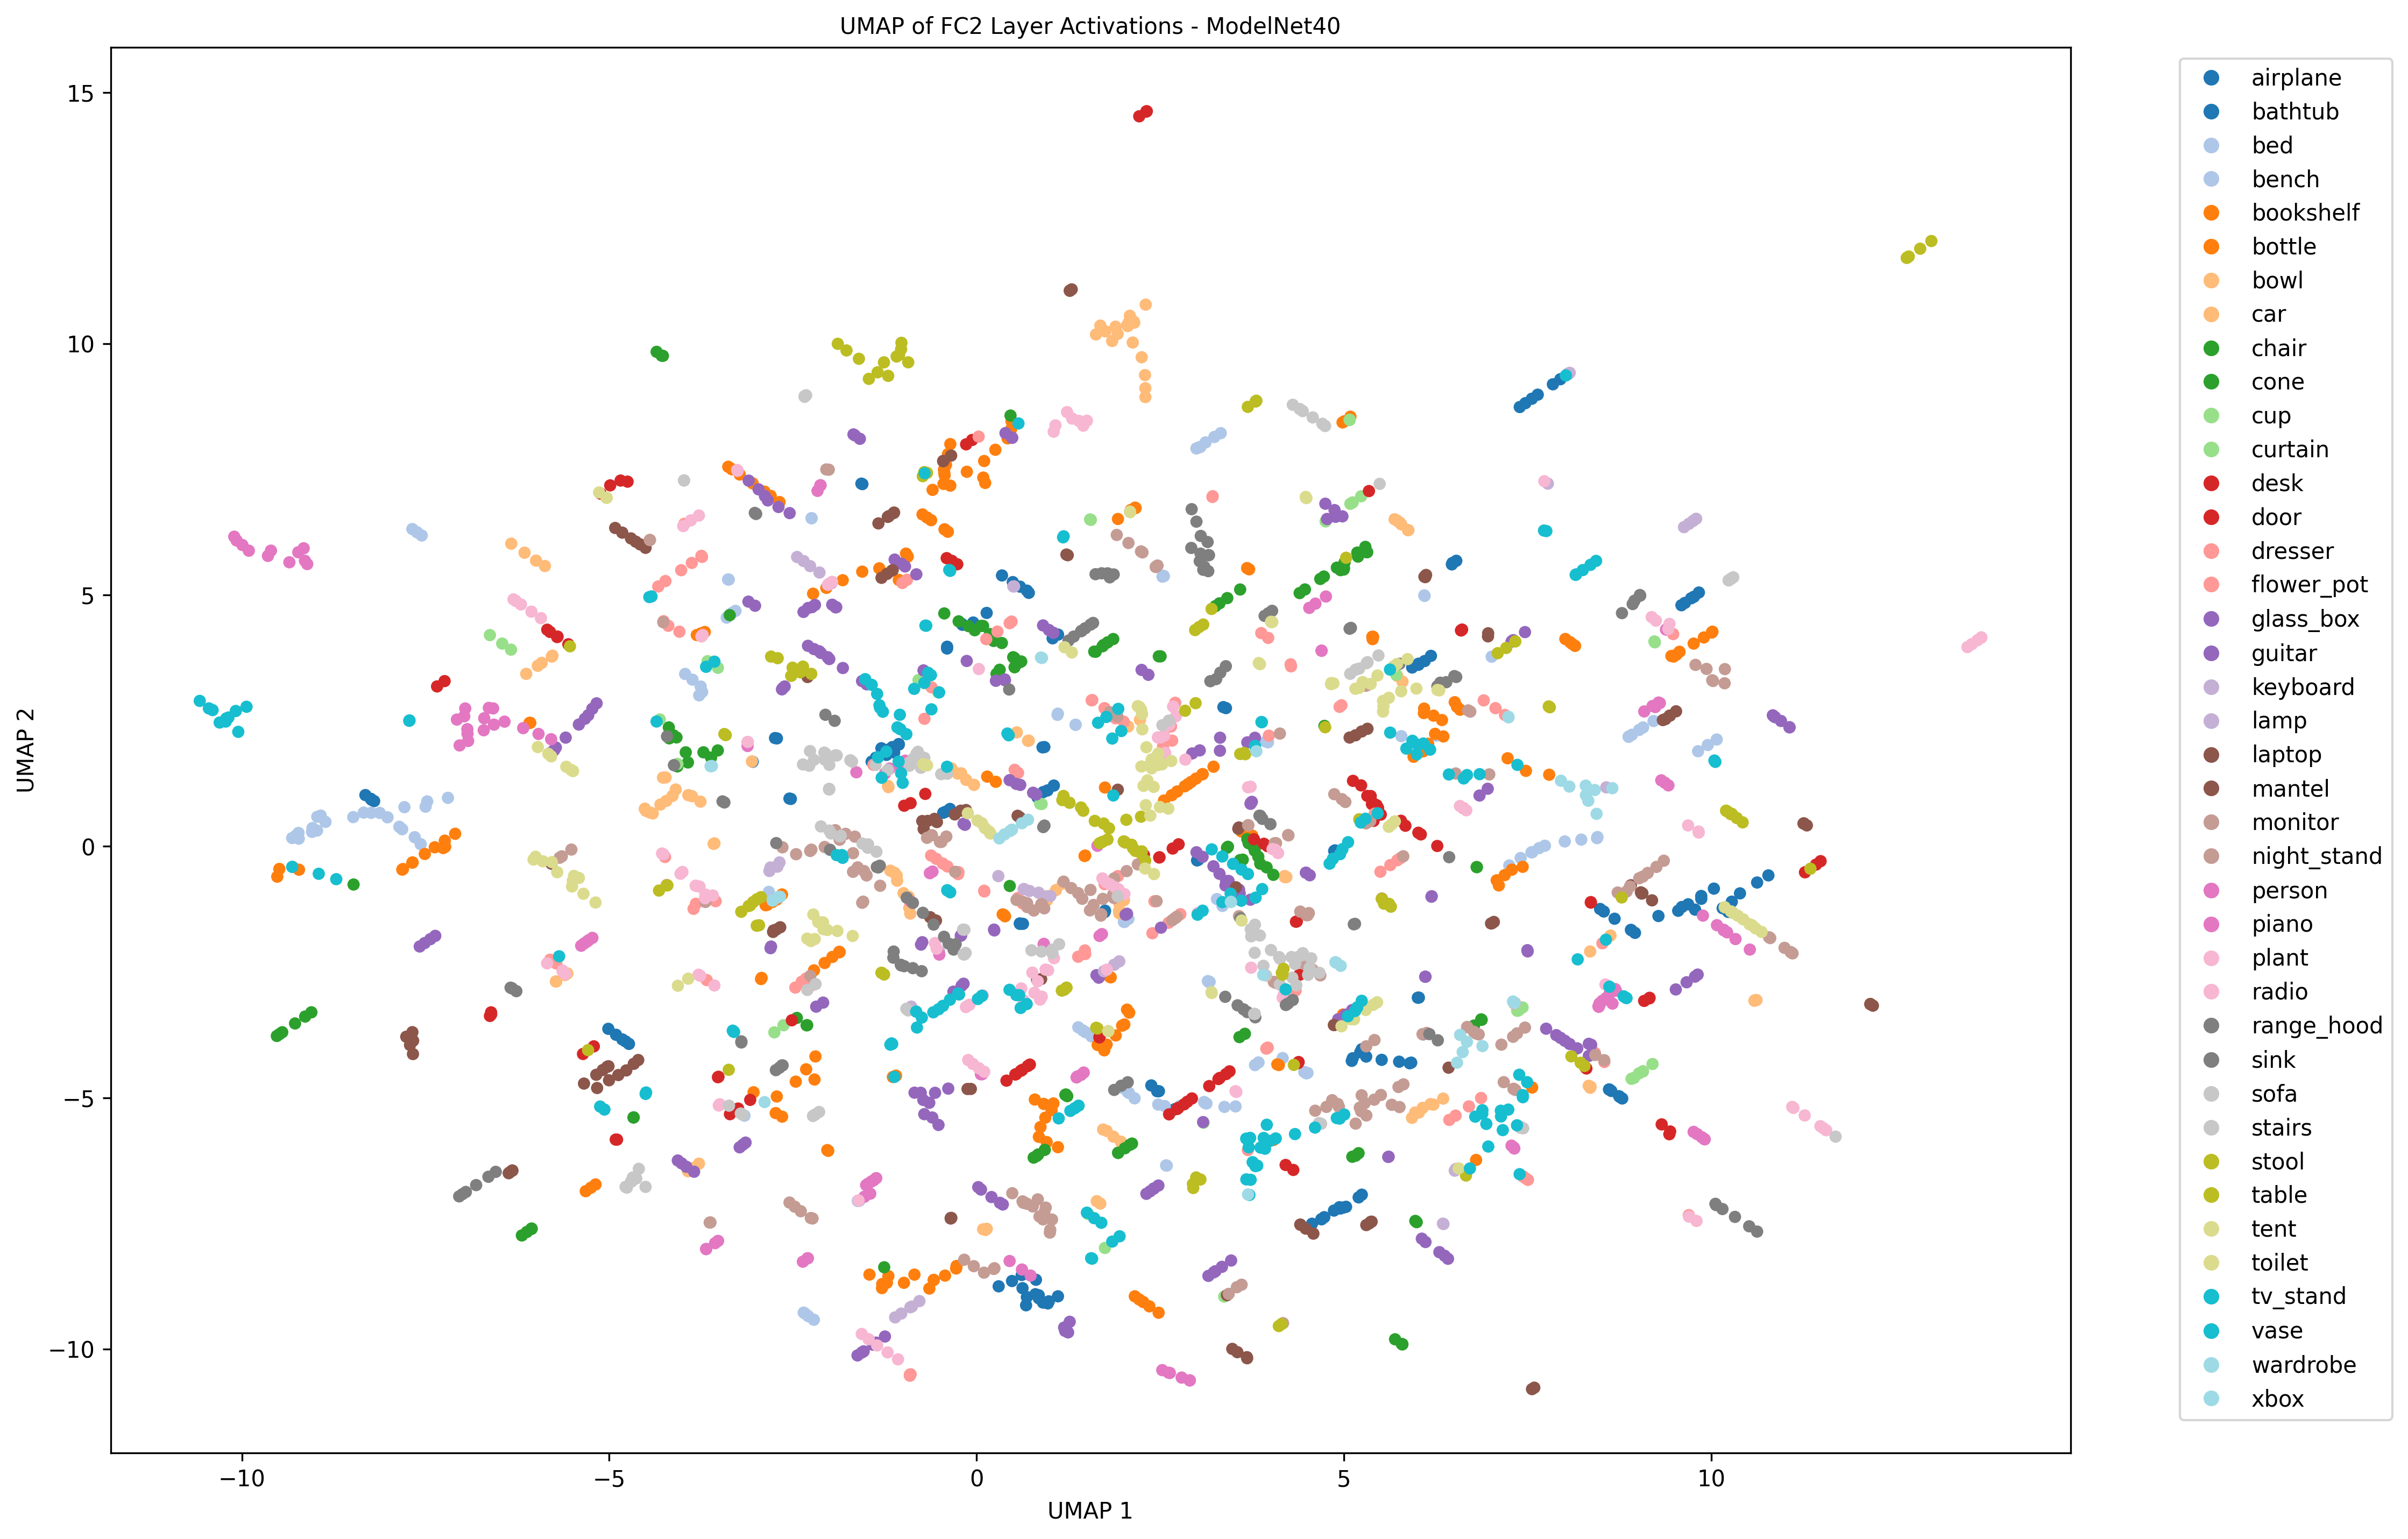 UMAP of FC2 Layer Activations - ModelNet40
15
10
5
0
−5
−10
UMAP 2
−10
−5
0
5
10
UMAP 1
airplane
bathtub
bed
bench
bookshelf
bottle
bowl
car
chair
cone
cup
curtain
desk
door
dresser
flower_pot
glass_box
guitar
keyboard
lamp
laptop
mantel
monitor
night_stand
person
piano
plant
radio
range_hood
sink
sofa
stairs
stool
table
tent
toilet
tv_stand
vase
wardrobe
xbox